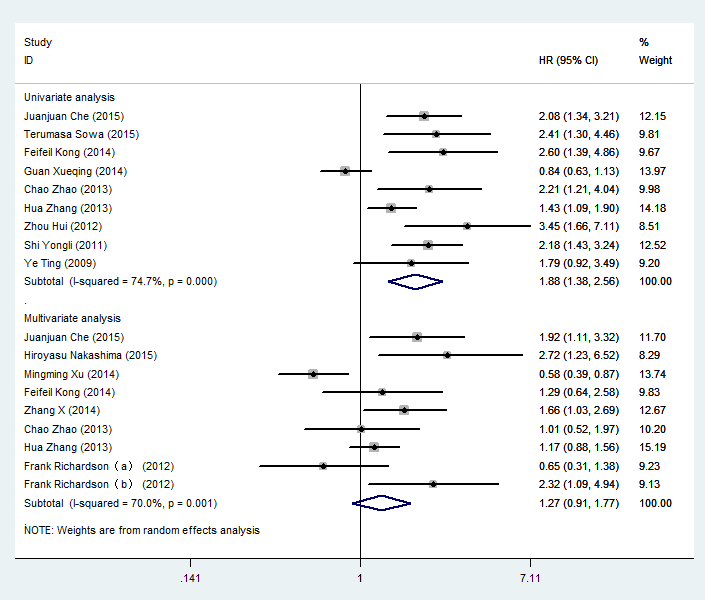 Study %
ID HR (95% CI) Weight
Univariate analysis
Juanjuan Che (2015) 2.08 (1.34, 3.21) 12.15
Terumasa Sowa (2015) 2.41 (1.30, 4.46) 9.81
Feifeil Kong (2014) 2.60 (1.39, 4.86) 9.67
Guan Xueqing (2014) 0.84 (0.63, 1.13) 13.97
Chao Zhao (2013) 2.21 (1.21, 4.04) 9.98
Hua Zhang (2013) 1.43 (1.09, 1.90) 14.18
Zhou Hui (2012) 3.45 (1.66, 7.11) 8.51
Shi Yongli (2011) 2.18 (1.43, 3.24) 12.52
Ye Ting (2009) 1.79 (0.92, 3.49) 9.20
Subtotal (I-squared = 74.7%, p = 0.000) 1.88 (1.38, 2.56) 100.00
.
Multivariate analysis
Juanjuan Che (2015) 1.92 (1.11, 3.32) 11.70
Hiroyasu Nakashima (2015) 2.72 (1.23, 6.52) 8.29
Mingming Xu (2014) 0.58 (0.39, 0.87) 13.74
Feifeil Kong (2014) 1.29 (0.64, 2.58) 9.83
Zhang X (2014) 1.66 (1.03, 2.69) 12.67
Chao Zhao (2013) 1.01 (0.52, 1.97) 10.20
Hua Zhang (2013) 1.17 (0.88, 1.56) 15.19
Frank Richardson（a） (2012) 0.65 (0.31, 1.38) 9.23
Frank Richardson（b） (2012) 2.32 (1.09, 4.94) 9.13
Subtotal (I-squared = 70.0%, p = 0.001) 1.27 (0.91, 1.77) 100.00
.
NOTE: Weights are from random effects analysis
.141 1 7.11